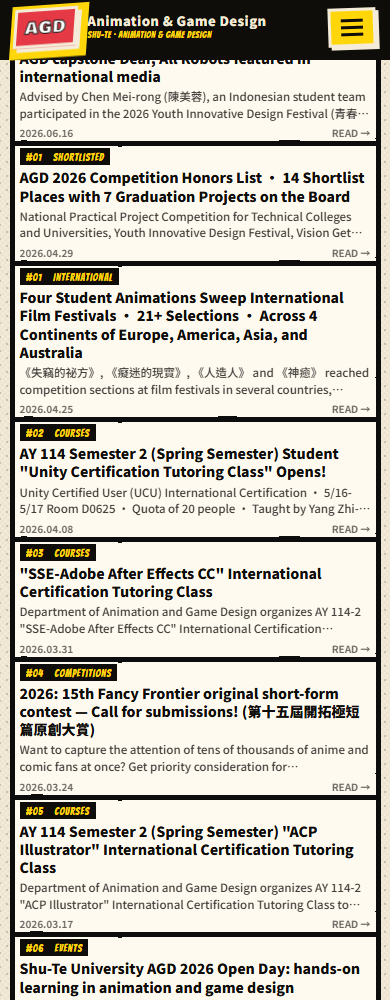 AGD
Animation & Game Design
SHU-TE • ANIMATION & GAME DESIGN
AGD Capstone Dear, All Robots featured in
international media
Advised by Chen Mei-rong (陳美蓉), an Indonesian student team
participated in the 2026 Youth Innovative Design Festival (青春…
2026.06.16
READ →
#01 SHORTLISTED
AGD 2026 Competition Honors List • 14 Shortlist
Places with 7 Graduation Projects on the Board
National Practical Project Competition for Technical Colleges
and Universities, Youth Innovative Design Festival, Vision Get…
2026.04.29
READ →
#01 INTERNATIONAL
Four Student Animations Sweep International
Film Festivals • 21+ Selections • Across 4
Continents of Europe, America, Asia, and
Australia
《失竊的祕方》, 《癡迷的現實》, 《人造人》 and 《神癒》 reached
competition sections at film festivals in several countries,…
2026.04.25
READ →
#02 COURSES
AY 114 Semester 2 (Spring Semester) Student
"Unity Certification Tutoring Class" Opens!
Unity Certified User (UCU) International Certification • 5/16-
5/17 Room D0625 • Quota of 20 people • Taught by Yang Zhi-…
2026.04.08
READ →
#03 COURSES
"SSE-Adobe After Effects CC" International
Certification Tutoring Class
Department of Animation and Game Design organizes AY 114-2
"SSE-Adobe After Effects CC" International Certification…
2026.03.31
READ →
#04 COMPETITIONS
2026: 15th Fancy Frontier original short-form
contest — Call for submissions! (第十五屆開拓極短
篇原創大賞)
Want to capture the attention of tens of thousands of anime and
comic fans at once? Get priority consideration for…
2026.03.24
READ →
#05 COURSES
AY 114 Semester 2 (Spring Semester) "ACP
Illustrator" International Certification Tutoring
Class
Department of Animation and Game Design organizes AY 114-2
"ACP Illustrator" International Certification Class to…
2026.03.17
READ →
#06 EVENTS
Shu-Te University AGD 2026 Open Day: hands-on
learning in animation and game design